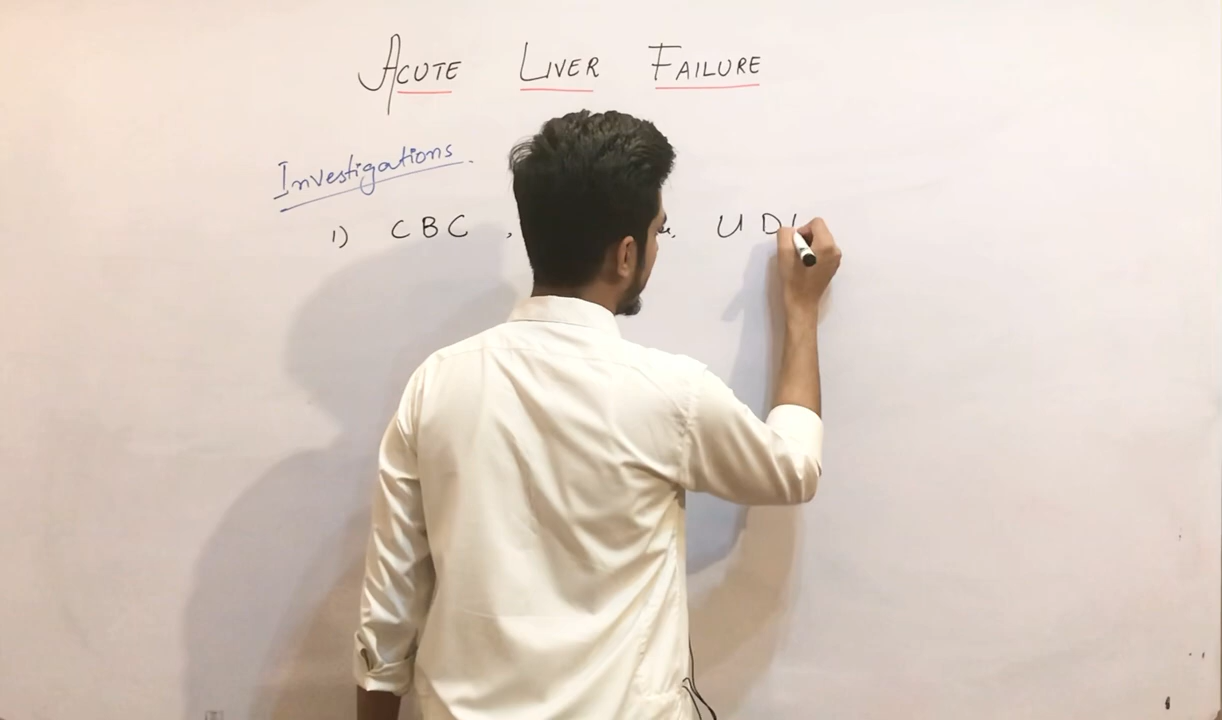 ACUTE LIVER FAILURE
Investigations.
1) CBC ,